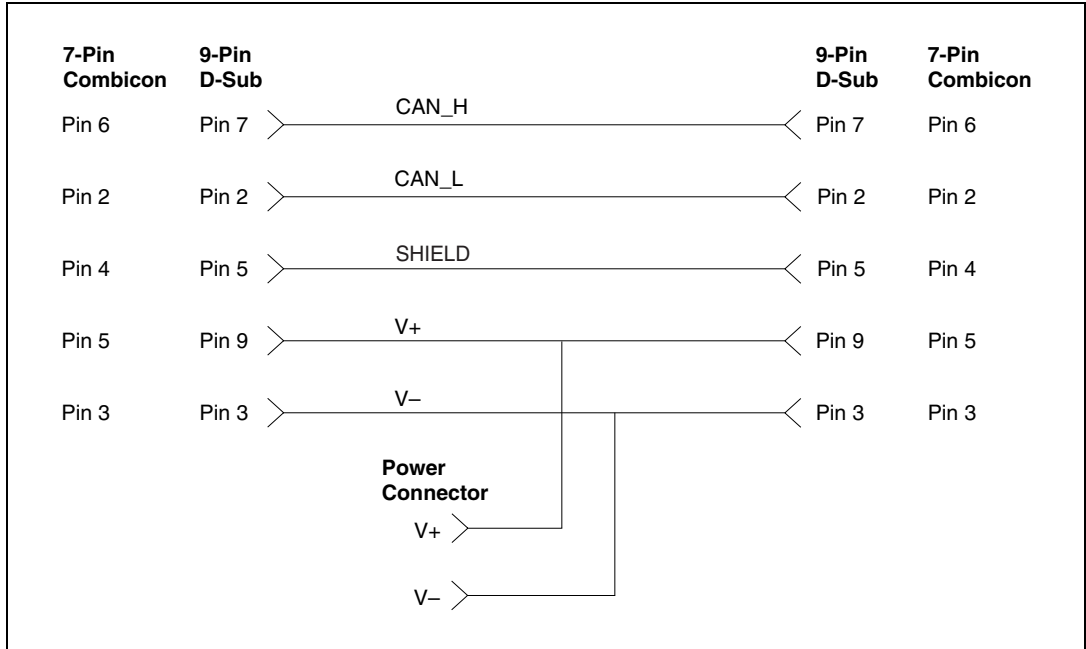 7-Pin Combicon 9-Pin D-Sub 9-Pin D-Sub 7-Pin Combicon
Pin 6 Pin 7 CAN_H Pin 7 Pin 6
Pin 2 Pin 2 CAN_L Pin 2 Pin 2
Pin 4 Pin 5 SHIELD Pin 5 Pin 4
Pin 5 Pin 9 V+ Pin 9 Pin 5
Pin 3 Pin 3 V– Pin 3 Pin 3
Power
Connector
V+
V–